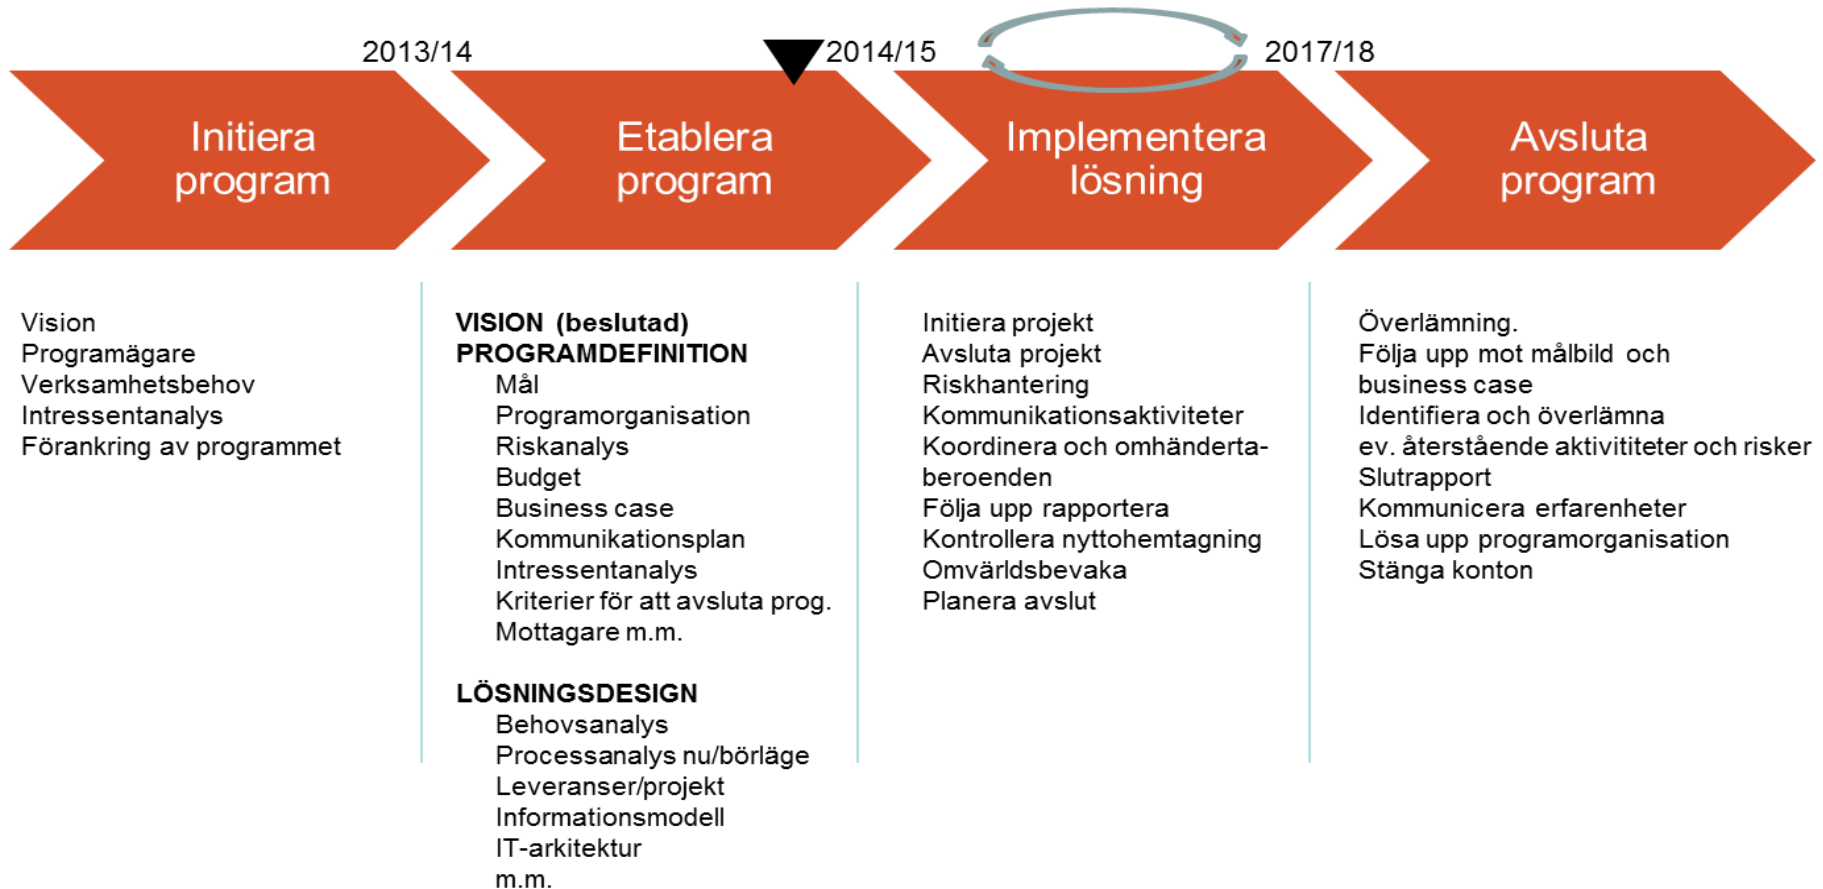 2013/14
2014/15
2017/18
Initiera
program
Etablera
program
Implementera
lösning
Avsluta
program
Vision
Programägare
Verksamhetsbehov
Intressentanalys
Förankring av programmet
VISION (beslutad)
PROGRAMDEFINITION
Mål
Programorganisation
Riskanalys
Budget
Business case
Kommunikationsplan
Intressentanalys
Kriterier för att avsluta prog.
Mottagare m.m.
LÖSNINGSDESIGN
Behovsanalys
Processanalys nu/börläge
Leveranser/projekt
Informationsmodell
IT-arkitektur
m.m.
Initiera projekt
Avsluta projekt
Riskhantering
Kommunikationsaktiviteter
Koordinera och omhänderta-
beroenden
Följa upp rapportera
Kontrollera nyttohemtagning
Omvärldsbevaka
Planera avslut
Överlämning.
Följa upp mot målbild och
business case
Identifiera och överlämna
ev. återstående aktivititeter och risker
Slutrapport
Kommunicera erfarenheter
Lösa upp programorganisation
Stänga konton